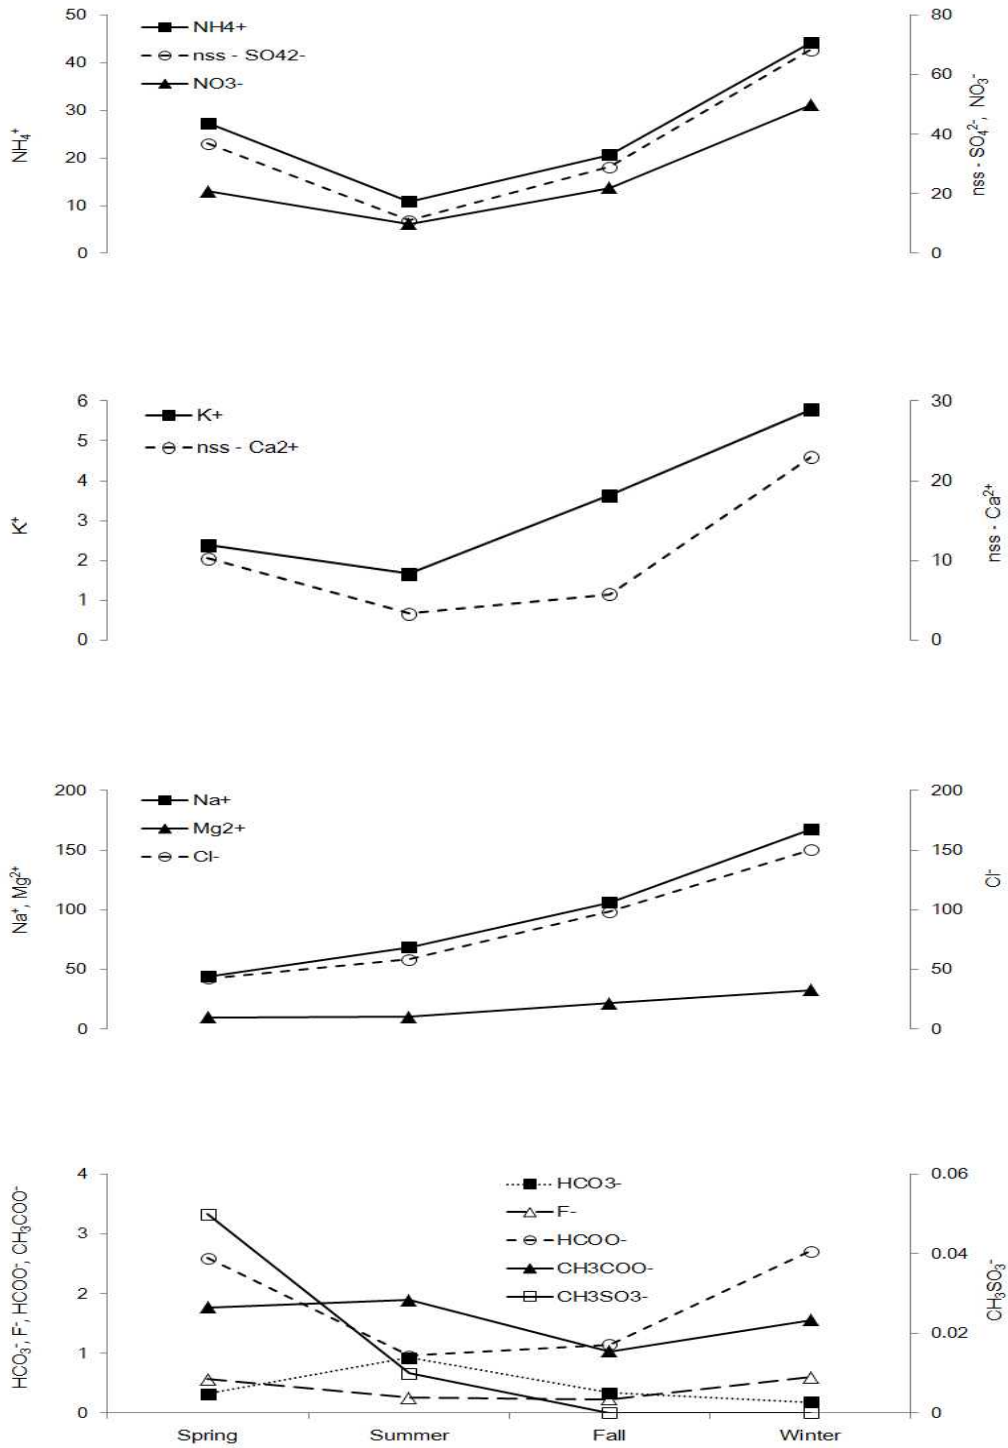 50
40
30
20
10
0
NH₄⁺
NH4+
nss - SO42-
NO3-
80
60
40
20
0
nss - SO₄²⁻, NO₃⁻
6
5
4
3
2
1
0
K⁺
K+
nss - Ca2+
30
20
10
0
nss - Ca²⁺
200
150
100
50
0
Na⁺, Mg²⁺
Na+
Mg2+
Cl-
200
150
100
50
0
Cl⁻
4
3
2
1
0
HCO₃⁻, F⁻, HCOO⁻, CH₃COO⁻
HCO3-
F-
HCOO-
CH3COO-
CH3SO3-
0.06
0.04
0.02
0
CH₃SO₃⁻
Spring Summer Fall Winter